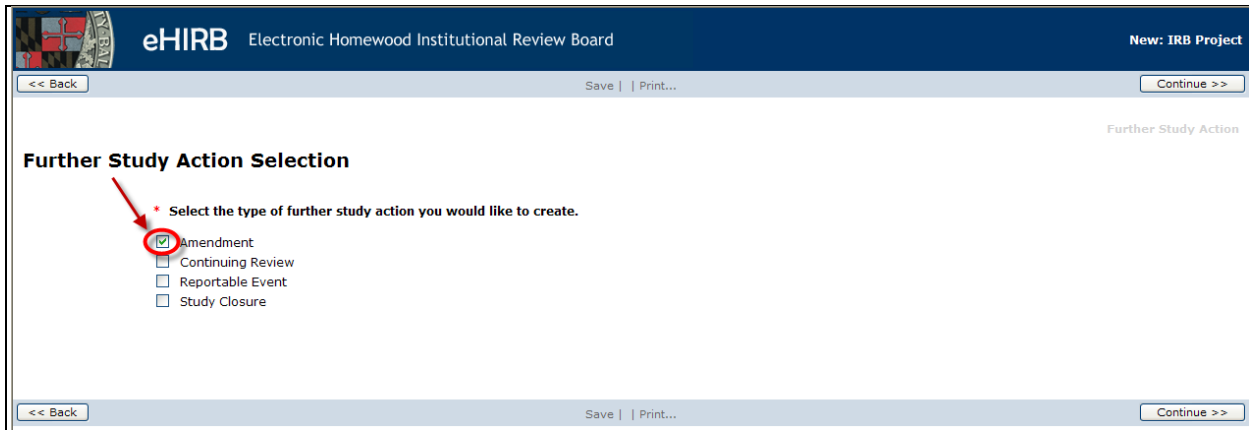 eHIRB Electronic Homewood Institutional Review Board New: IRB Project
<< Back Save | | Print... Continue >>
Further Study Action
Further Study Action Selection
* Select the type of further study action you would like to create.
Amendment
Continuing Review
Reportable Event
Study Closure
<< Back Save | | Print... Continue >>